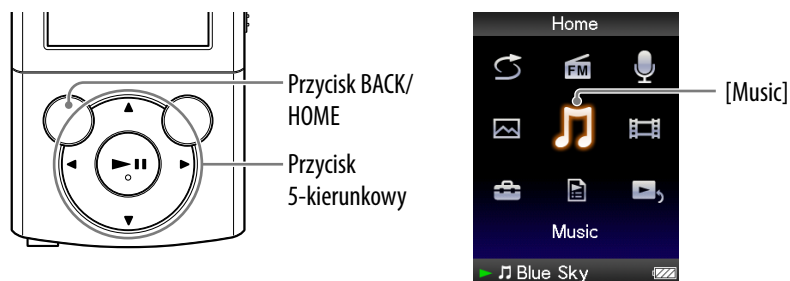 Przycisk BACK/
HOME
Przycisk
5-kierunkowy
Home
FM
[Music]
Music
Blue Sky